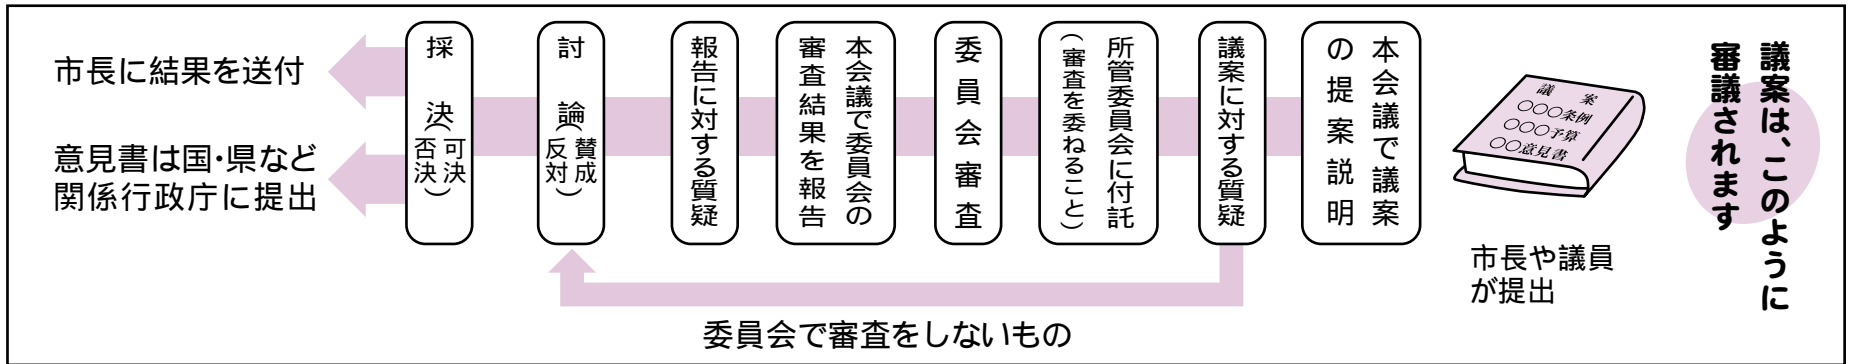 議案は、このように
審議されます
議　案
○○○条例
○○○予算
○○意見書
市長や議員
が提出
本会議で議案
の提案説明
議案に対する質疑
所管委員会に付託
(審査を委ねること)
委員会審査
本会議で委員会の
審査結果を報告
報告に対する質疑
討　論(賛成
反対)
採　決(可決
否決)
市長に結果を送付
意見書は国・県など
関係行政庁に提出
委員会で審査をしないもの